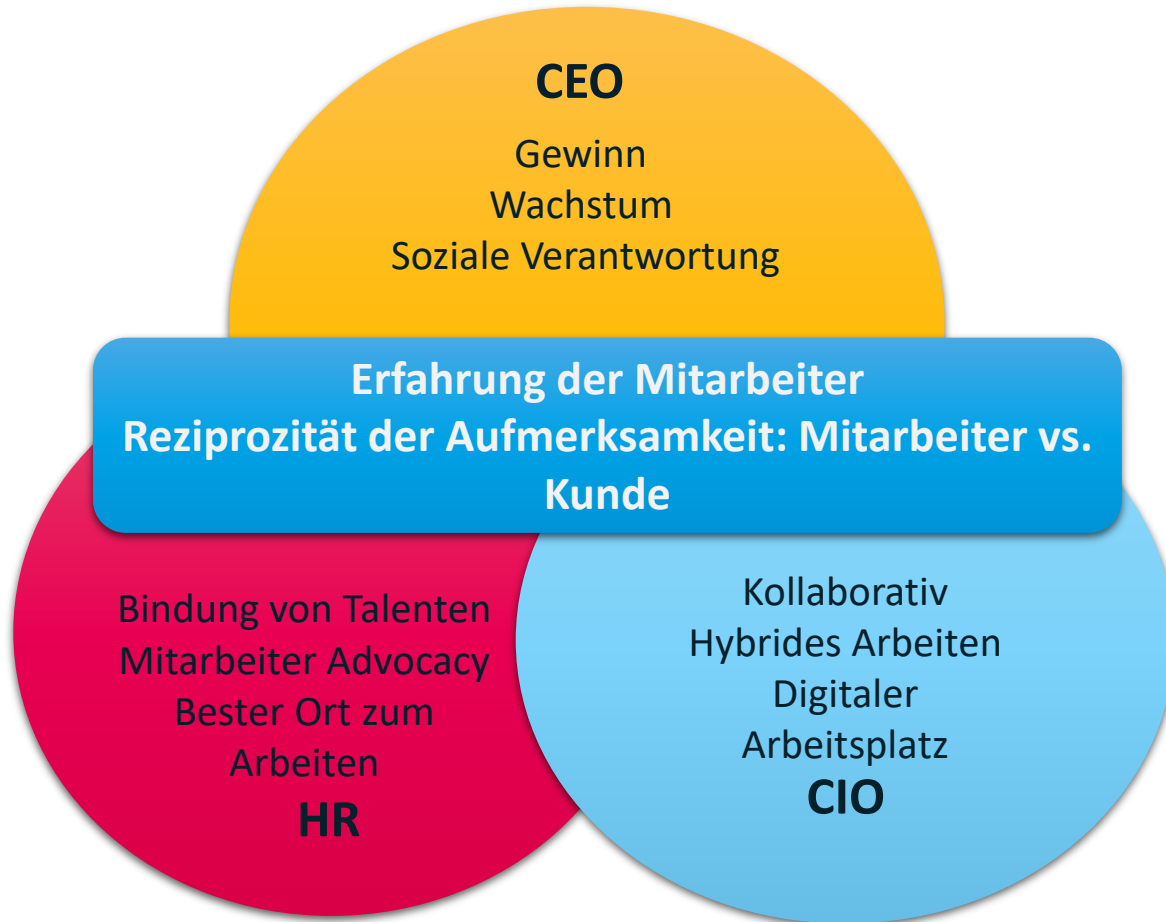 CEO
Gewinn
Wachstum
Soziale Verantwortung
Erfahrung der Mitarbeiter
Reziprozität der Aufmerksamkeit: Mitarbeiter vs.
Kunde
Bindung von Talenten
Mitarbeiter Advocacy
Bester Ort zum
Arbeiten
HR
Kollaborativ
Hybrides Arbeiten
Digitaler
Arbeitsplatz
CIO